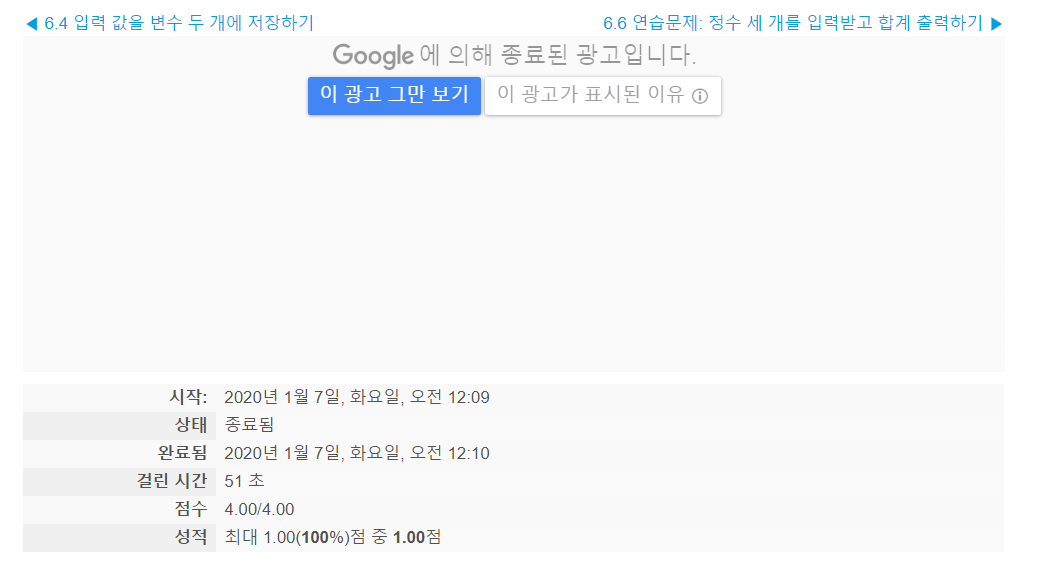 ◀ 6.4 입력 값을 변수 두 개에 저장하기
6.6 연습문제: 정수 세 개를 입력받고 합계 출력하기 ▶
Google 에 의해 종료된 광고입니다.
이 광고 그만 보기
이 광고가 표시된 이유 ⓘ
시작: 2020년 1월 7일, 화요일, 오전 12:09
상태 종료됨
완료됨 2020년 1월 7일, 화요일, 오전 12:10
걸린 시간 51 초
점수 4.00/4.00
성적 최대 1.00(100%)점 중 1.00점